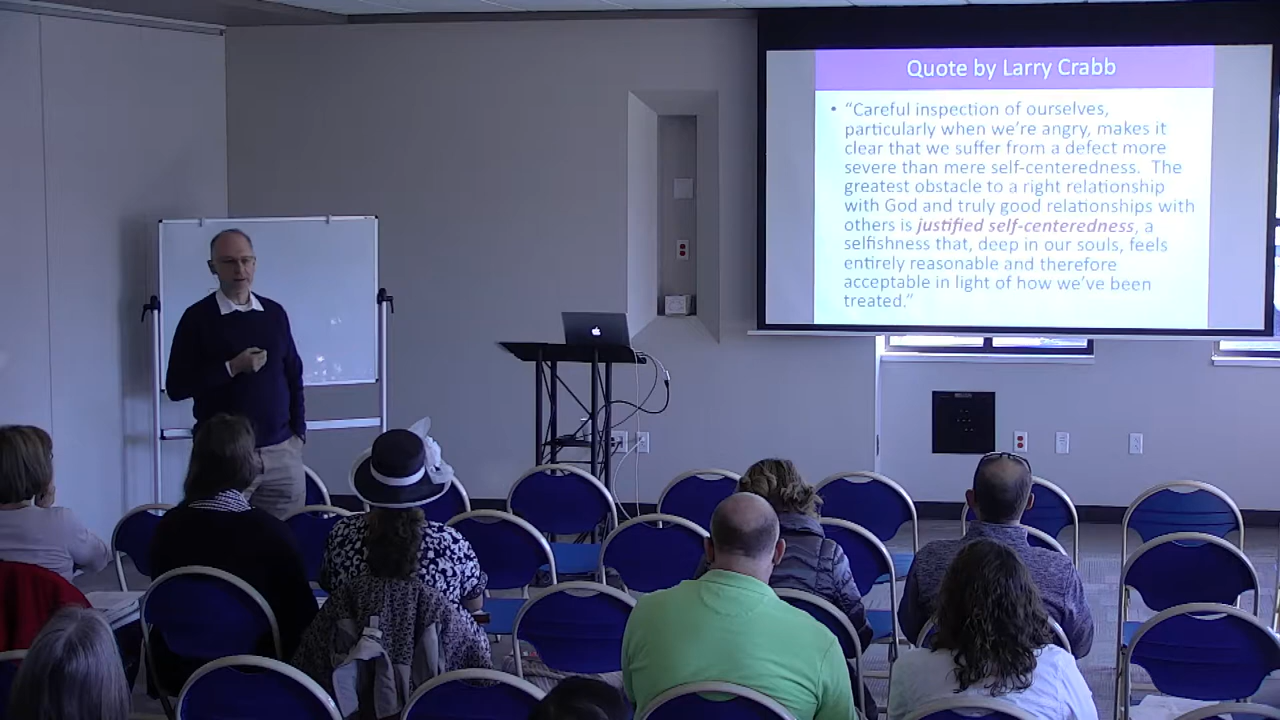 Quote by Larry Crabb
• “Careful inspection of ourselves,
particularly when we’re angry, makes it
clear that we suffer from a defect more
severe than mere self-centeredness.  The
greatest obstacle to a right relationship
with God and truly good relationships with
others is justified self-centeredness, a
selfishness that, deep in our souls, feels
entirely reasonable and therefore
acceptable in light of how we’ve been
treated.”